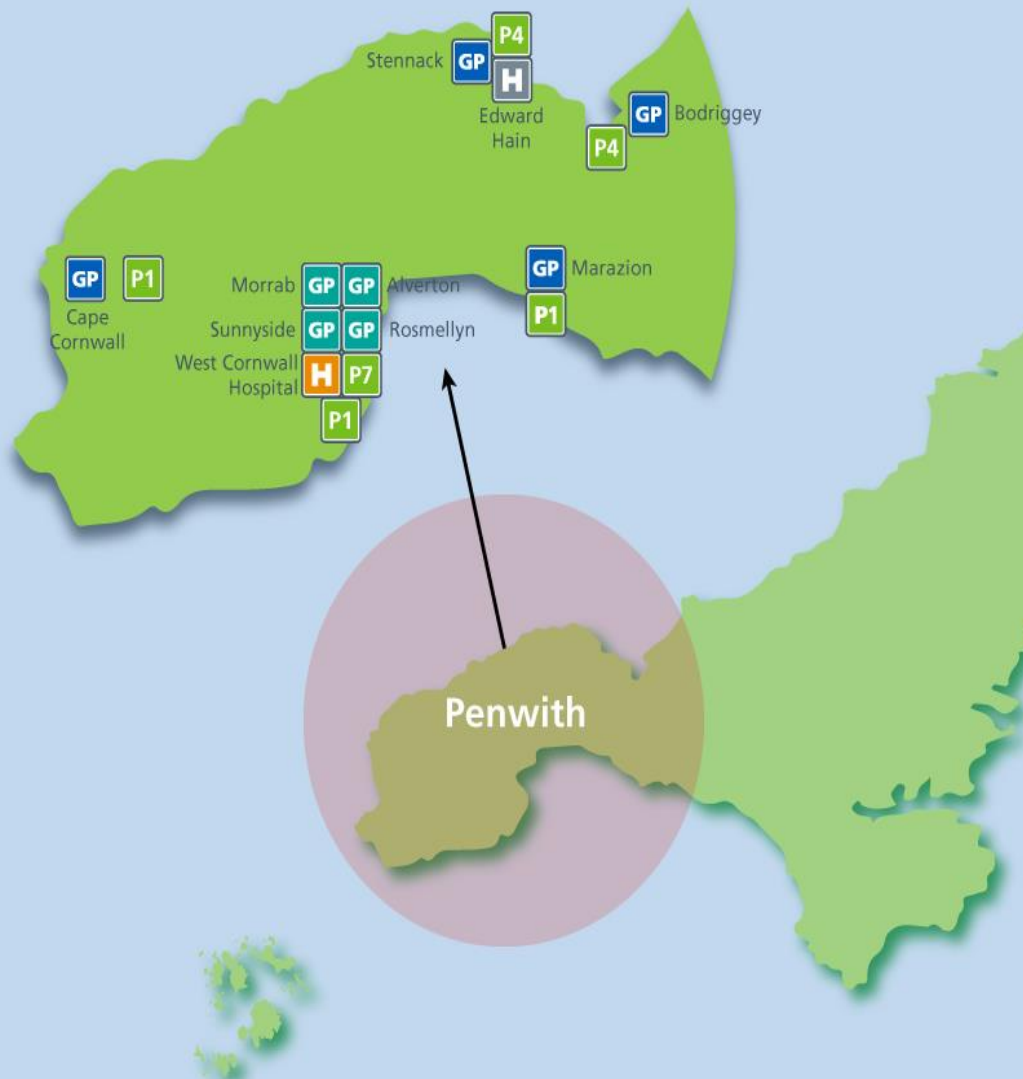 P4
Stennack GP
H
Edward
Hain
GP Bodriggey
P4
GP P1
Cape
Cornwall
Morrab GP GP Alverton
Sunnyside GP GP Rosmellyn
West Cornwall
Hospital H P7
P1
GP Marazion
P1
Penwith